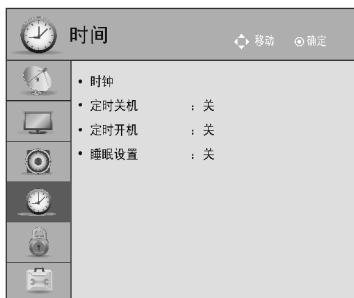 时间 移动 确定
• 时钟
• 定时关机 : 关
• 定时开机 : 关
• 睡眠设置 : 关